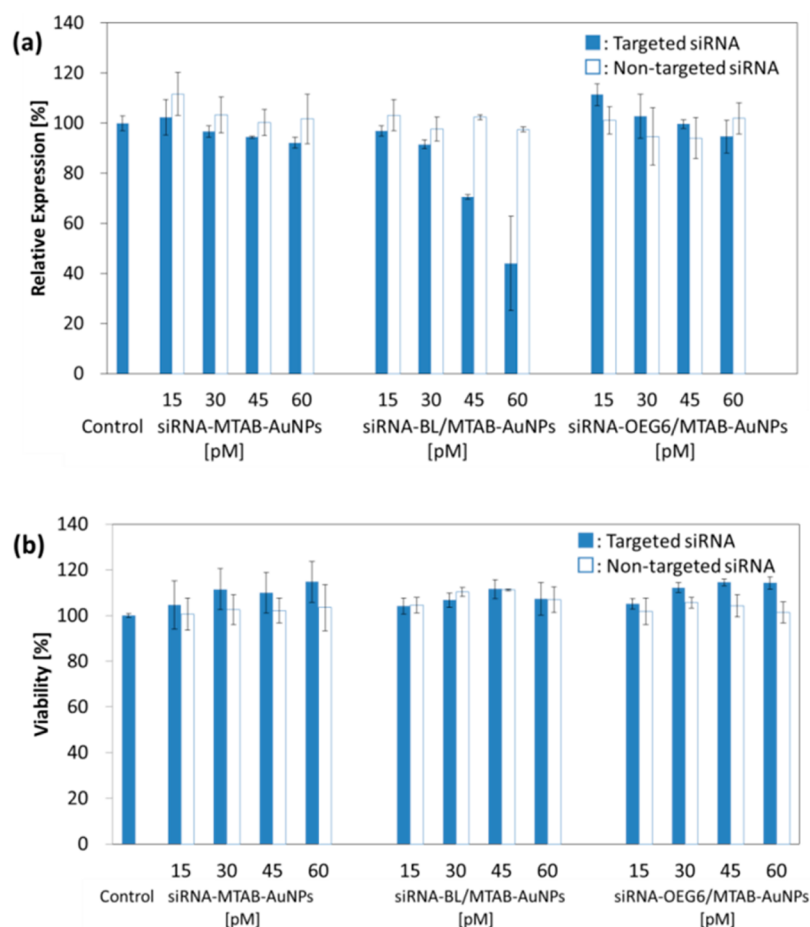 (a)
Relative Expression [%]
140
120
100
80
60
40
20
0
: Targeted siRNA
: Non-targeted siRNA
15 30 45 60 15 30 45 60 15 30 45 60
Control siRNA-MTAB-AuNPs siRNA-BL/MTAB-AuNPs siRNA-OEG6/MTAB-AuNPs
[pM] [pM] [pM]
(b)
Viability [%]
140
120
100
80
60
40
20
0
: Targeted siRNA
: Non-targeted siRNA
15 30 45 60 15 30 45 60 15 30 45 60
Control siRNA-MTAB-AuNPs siRNA-BL/MTAB-AuNPs siRNA-OEG6/MTAB-AuNPs
[pM] [pM] [pM]